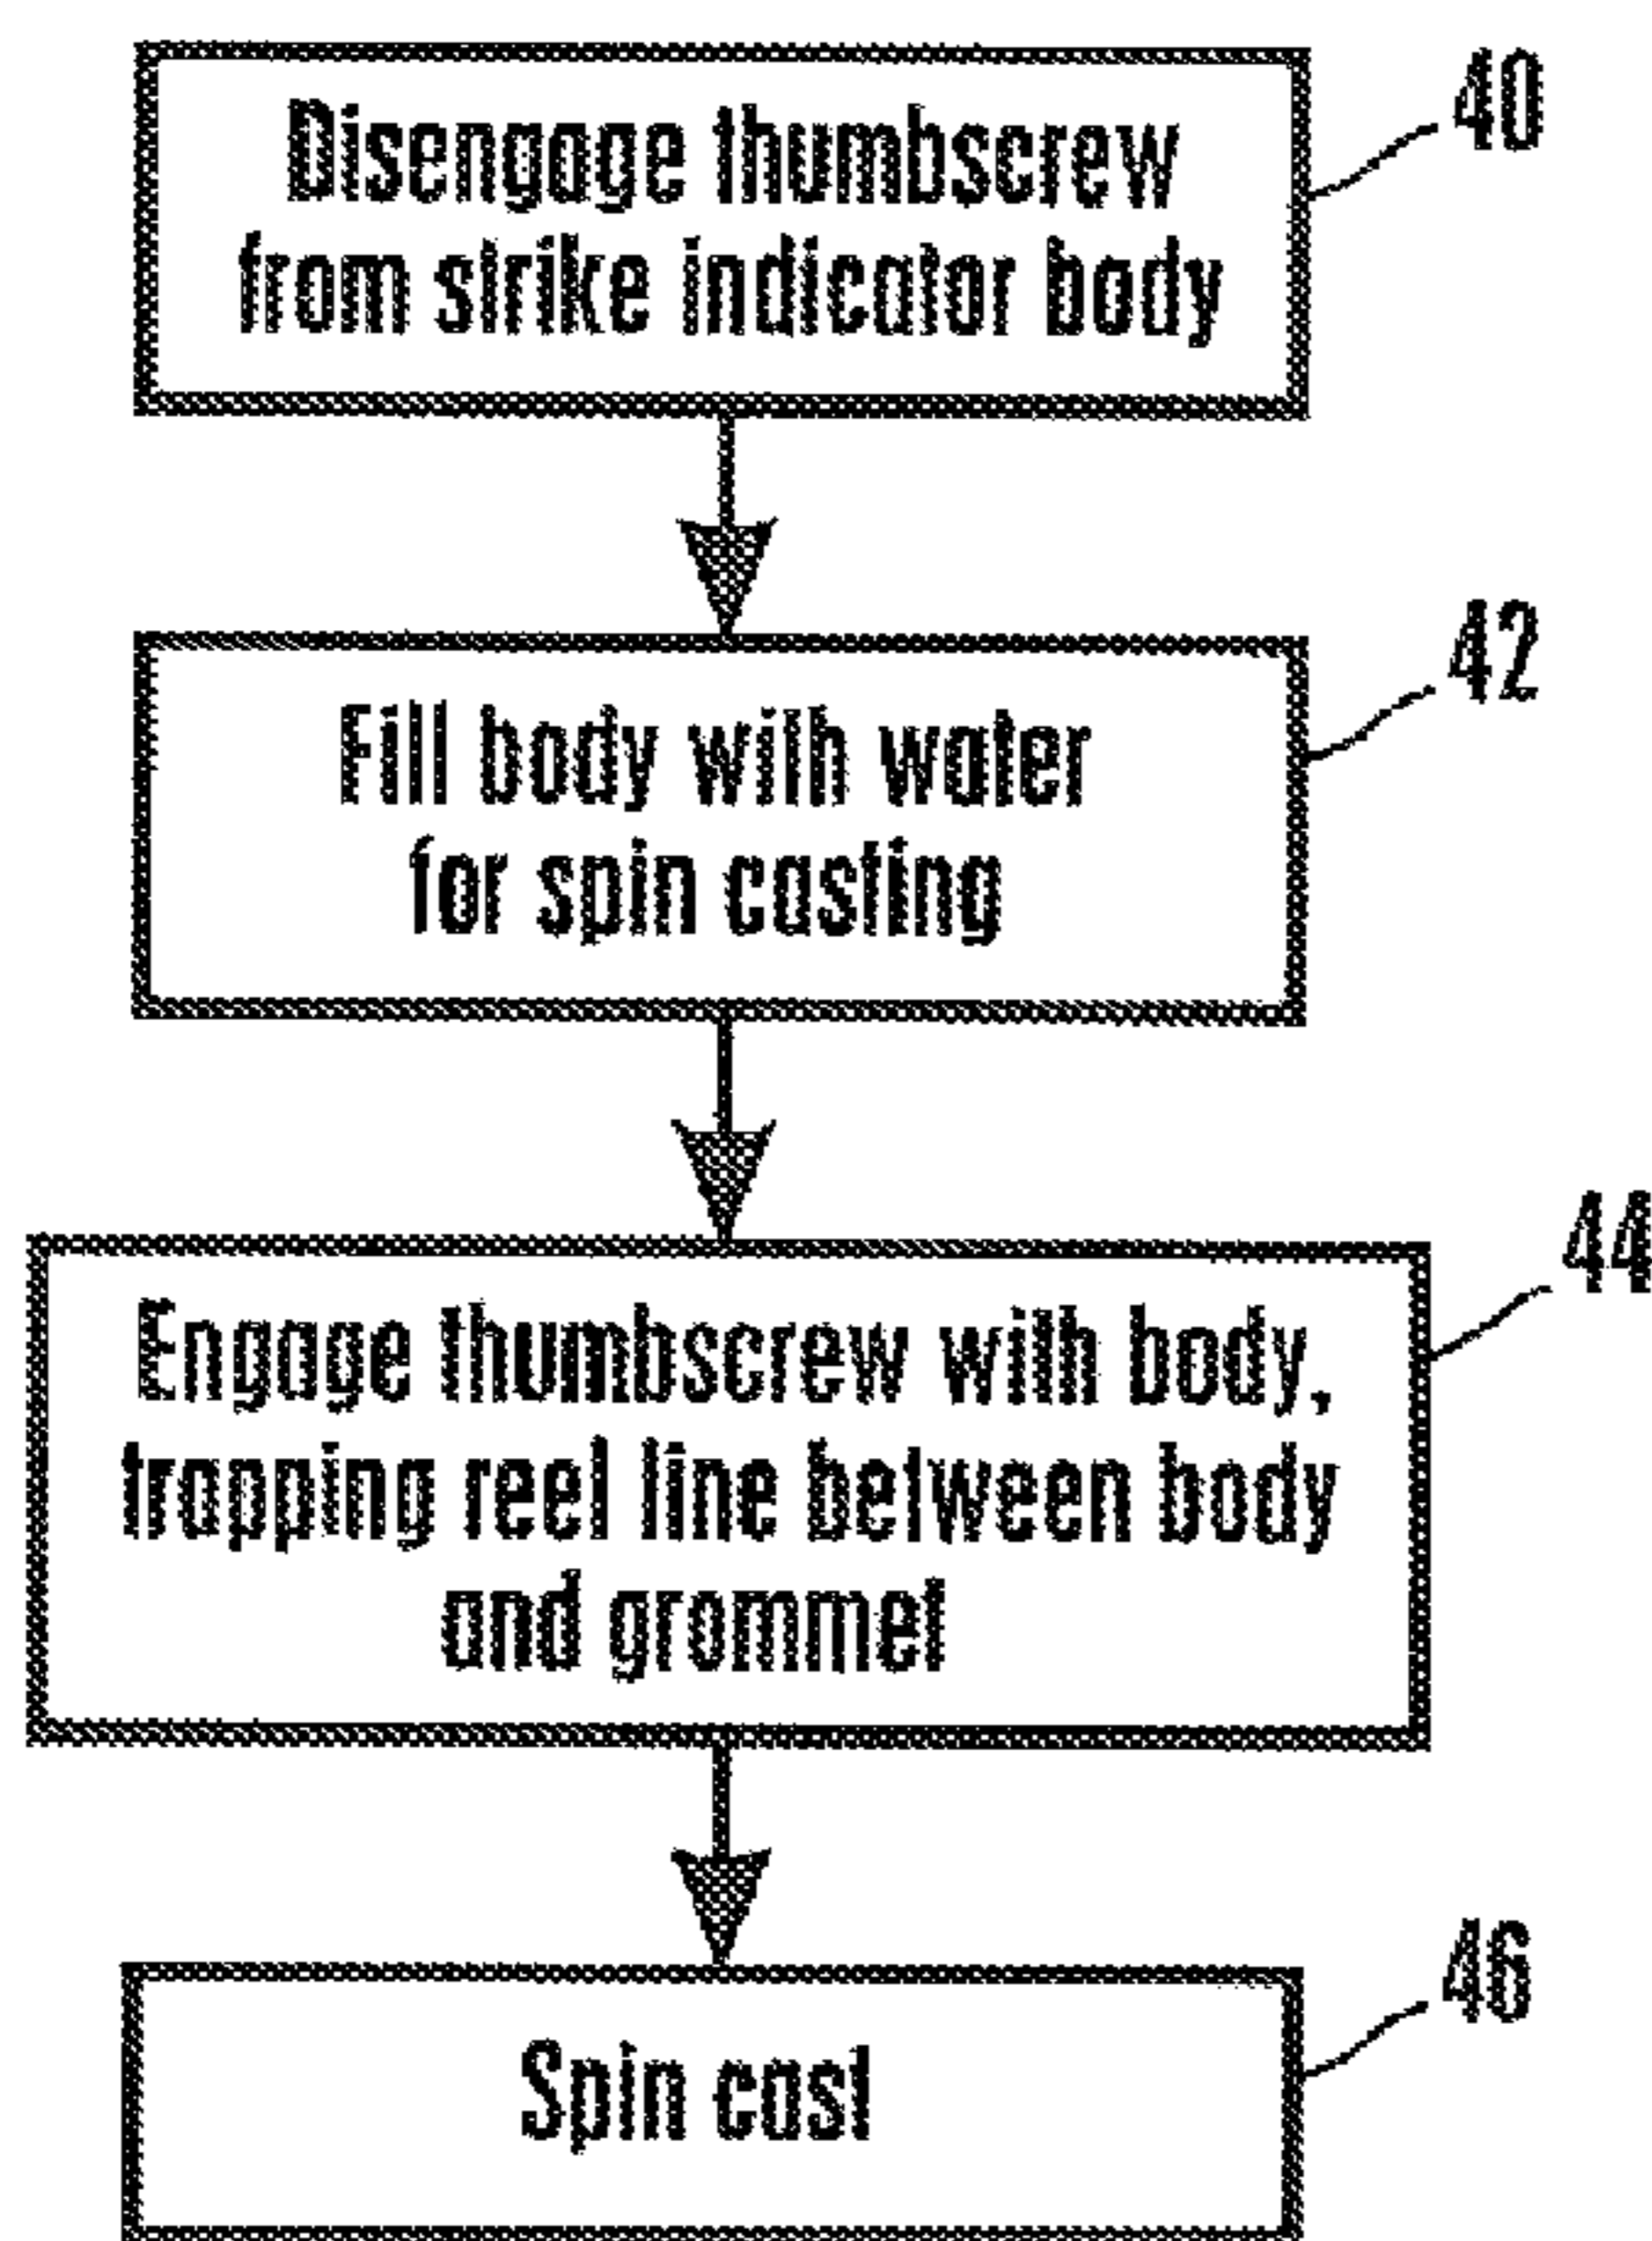 Disengage thumbscrew
from strike indicator body
40
Fill body with water
for spin casting
42
Engage thumbscrew with body,
trapping reel line between body
and grommet
44
Spin cast
46